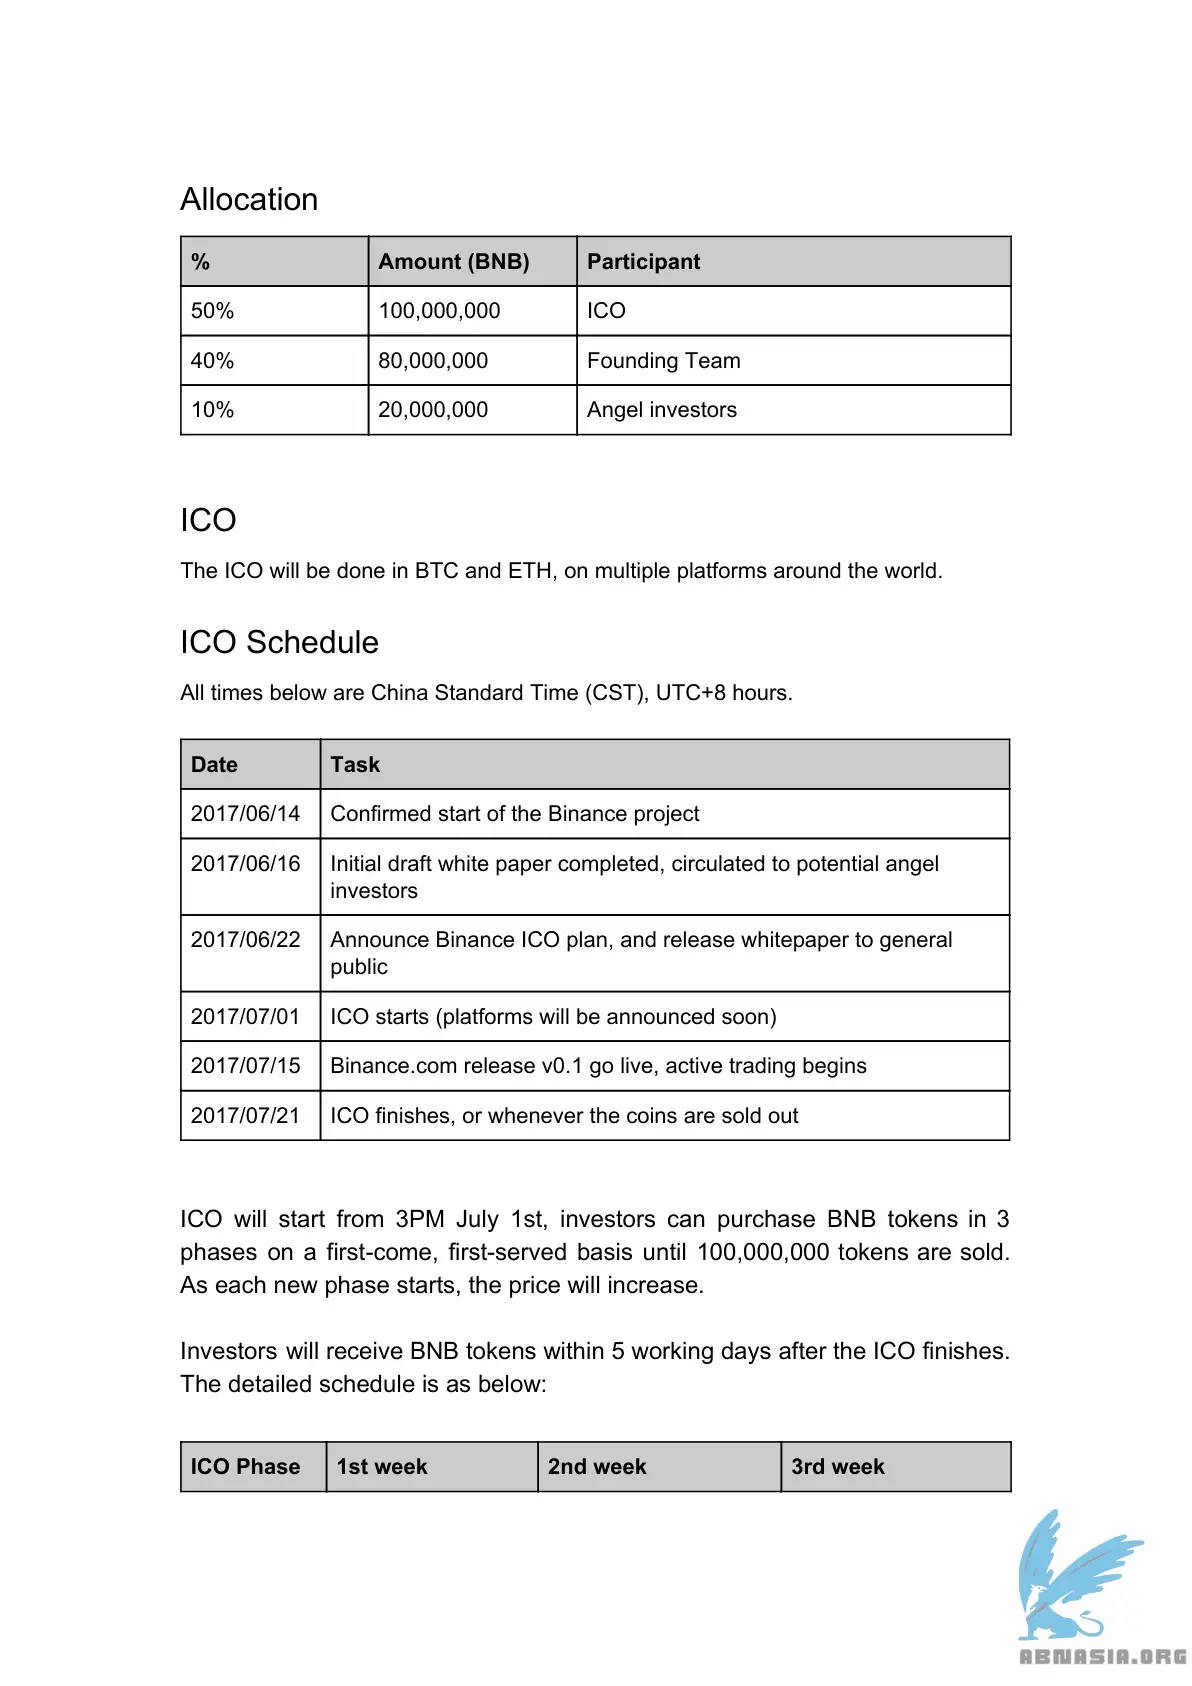 Allocation
% Amount (BNB) Participant
50% 100,000,000 ICO
40% 80,000,000 Founding Team
10% 20,000,000 Angel investors
ICO
The ICO will be done in BTC and ETH, on multiple platforms around the world.
ICO Schedule
All times below are China Standard Time (CST), UTC+8 hours.
Date Task
2017/06/14 Confirmed start of the Binance project
2017/06/16 Initial draft white paper completed, circulated to potential angel
investors
2017/06/22 Announce Binance ICO plan, and release whitepaper to general
public
2017/07/01 ICO starts (platforms will be announced soon)
2017/07/15 Binance.com release v0.1 go live, active trading begins
2017/07/21 ICO finishes, or whenever the coins are sold out
ICO will start from 3PM July 1st, investors can purchase BNB tokens in 3
phases on a first-come, first-served basis until 100,000,000 tokens are sold.
As each new phase starts, the price will increase.
Investors will receive BNB tokens within 5 working days after the ICO finishes.
The detailed schedule is as below:
ICO Phase 1st week 2nd week 3rd week
ABNASIA.ORG